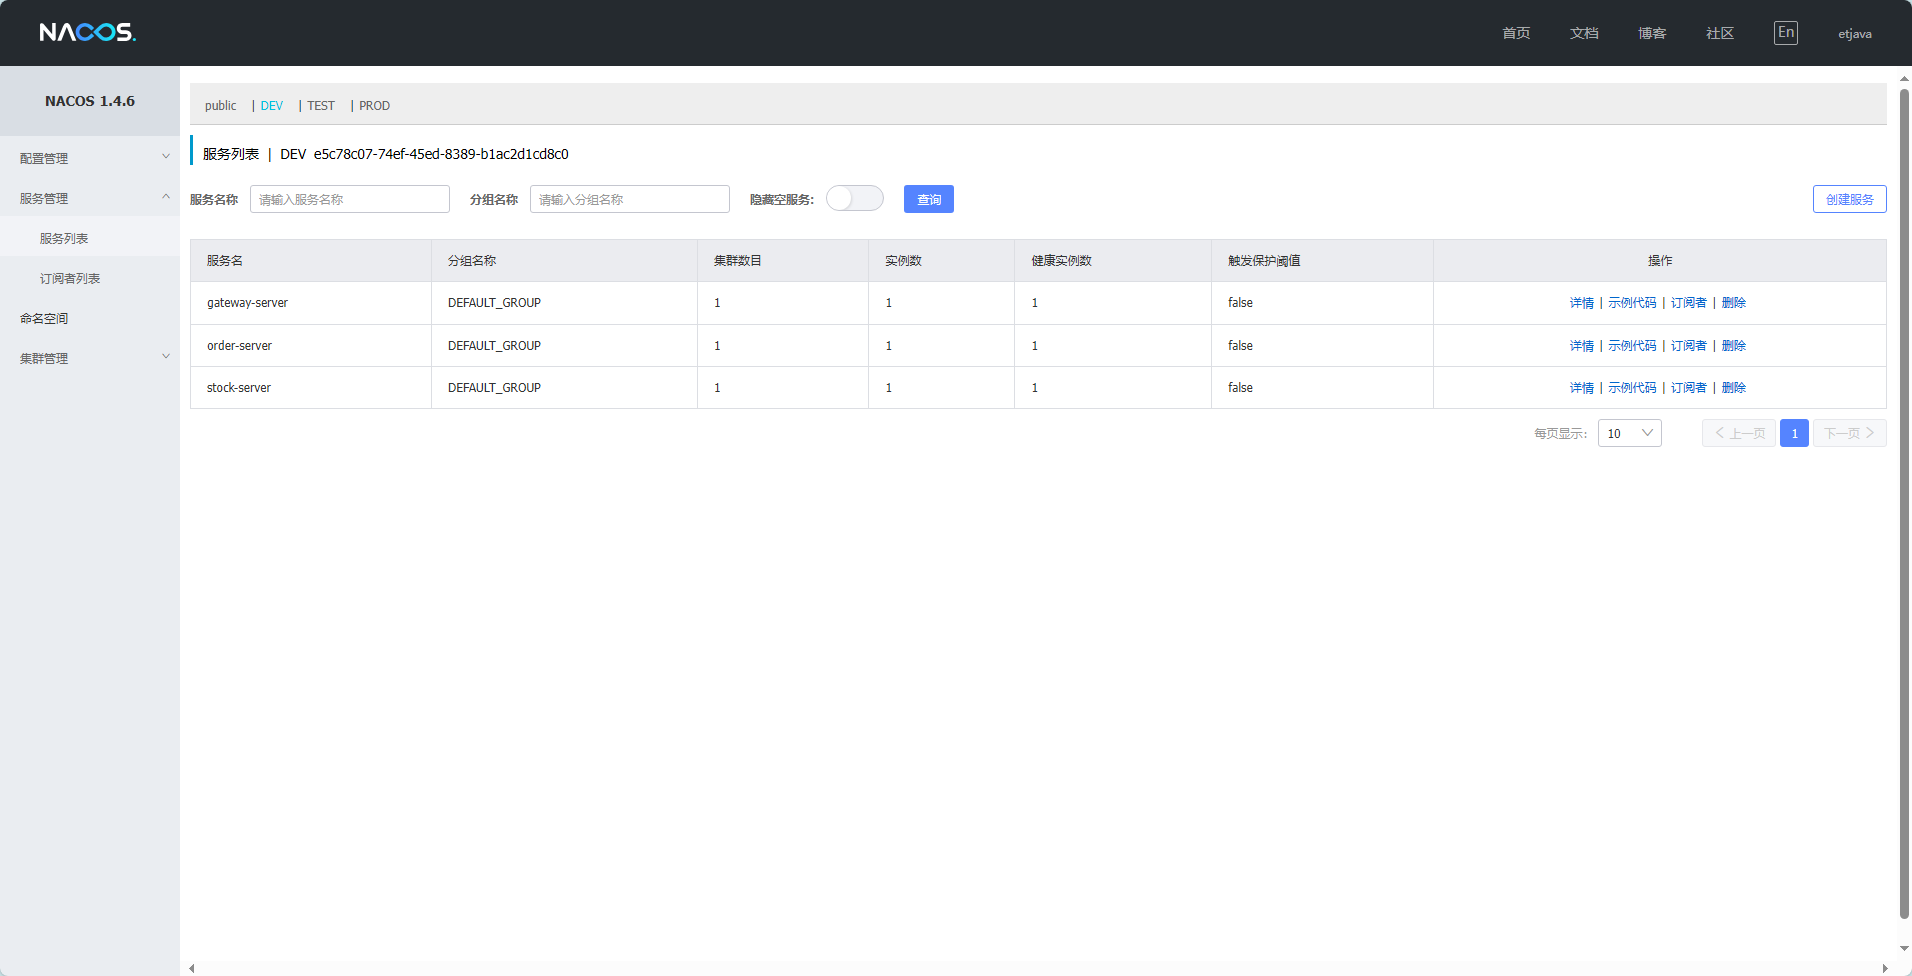 NACOS. 首页 文档 博客 社区 En etjava
NACOS 1.4.6
配置管理
服务管理
服务列表
订阅者列表
命名空间
集群管理
public | DEV | TEST | PROD
服务列表 | DEV e5c78c07-74ef-45ed-8389-b1ac2d1cd8c0
服务名称 请输入服务名称 分组名称 请输入分组名称 隐藏空服务: 查询 创建服务
服务名 分组名称 集群数目 实例数 健康实例数 触发保护阈值 操作
gateway-server DEFAULT_GROUP 1 1 1 false 详情 | 示例代码 | 订阅者 | 删除
order-server DEFAULT_GROUP 1 1 1 false 详情 | 示例代码 | 订阅者 | 删除
stock-server DEFAULT_GROUP 1 1 1 false 详情 | 示例代码 | 订阅者 | 删除
每页显示: 10 上一页 1 下一页